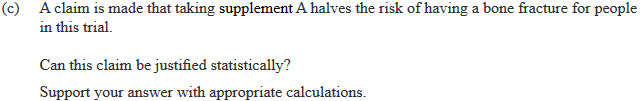 (c) A claim is made that taking supplement A halves the risk of having a bone fracture for people
in this trial.
Can this claim be justified statistically?
Support your answer with appropriate calculations.